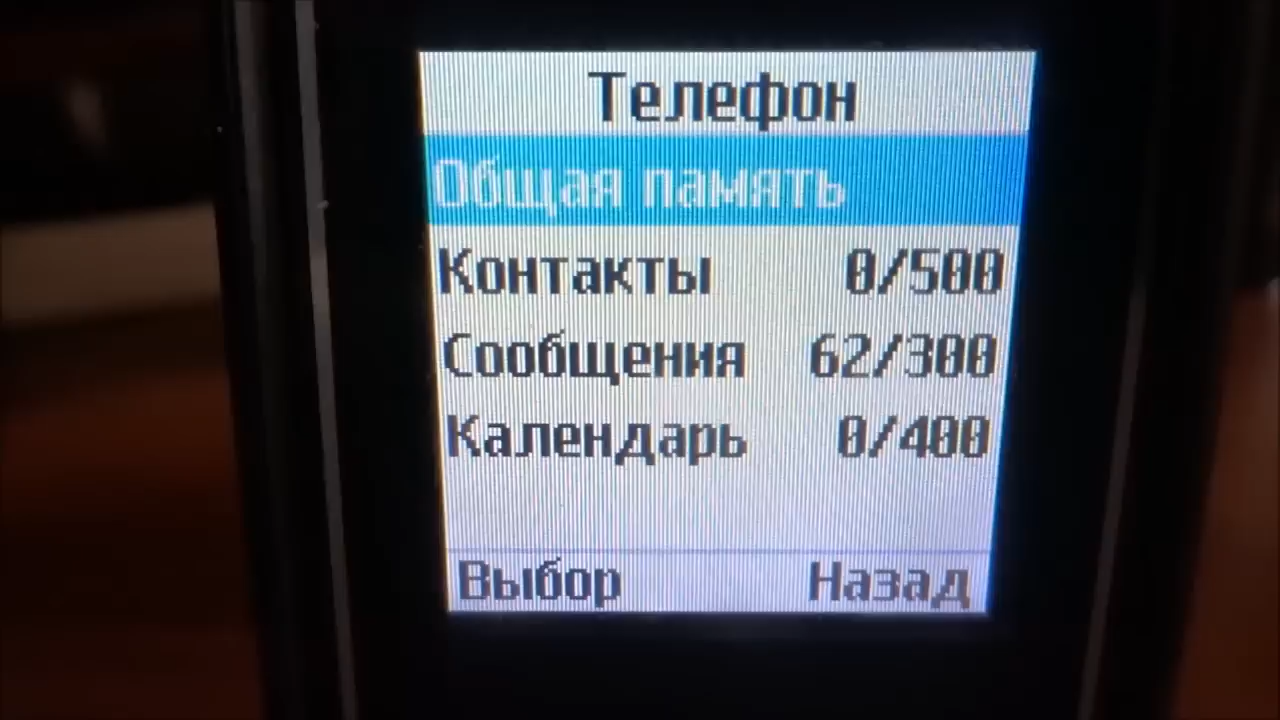 Телефон
Общая память
Контакты 0/500
Сообщения 62/300
Календарь 0/400
Выбор Назад